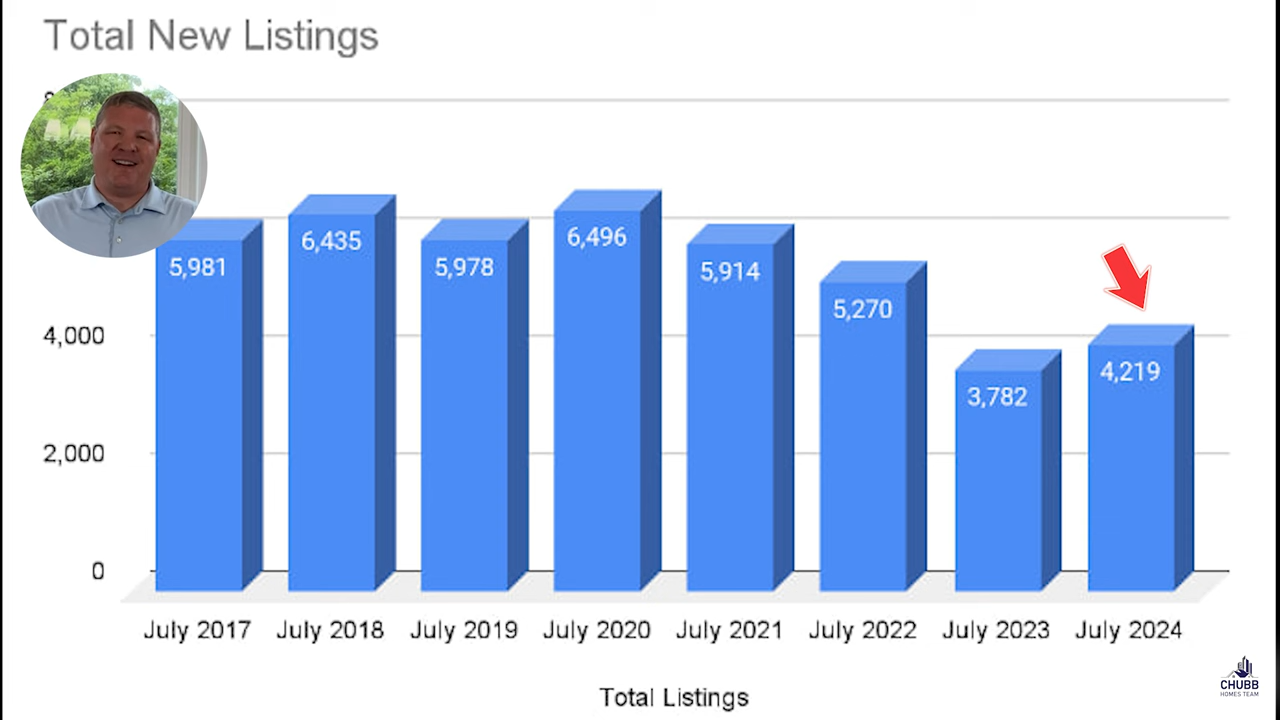 Total New Listings
5,981
6,435
5,978
6,496
5,914
5,270
3,782
4,219
4,000
2,000
0
July 2017
July 2018
July 2019
July 2020
July 2021
July 2022
July 2023
July 2024
Total Listings
CHUBB
HOMES TEAM